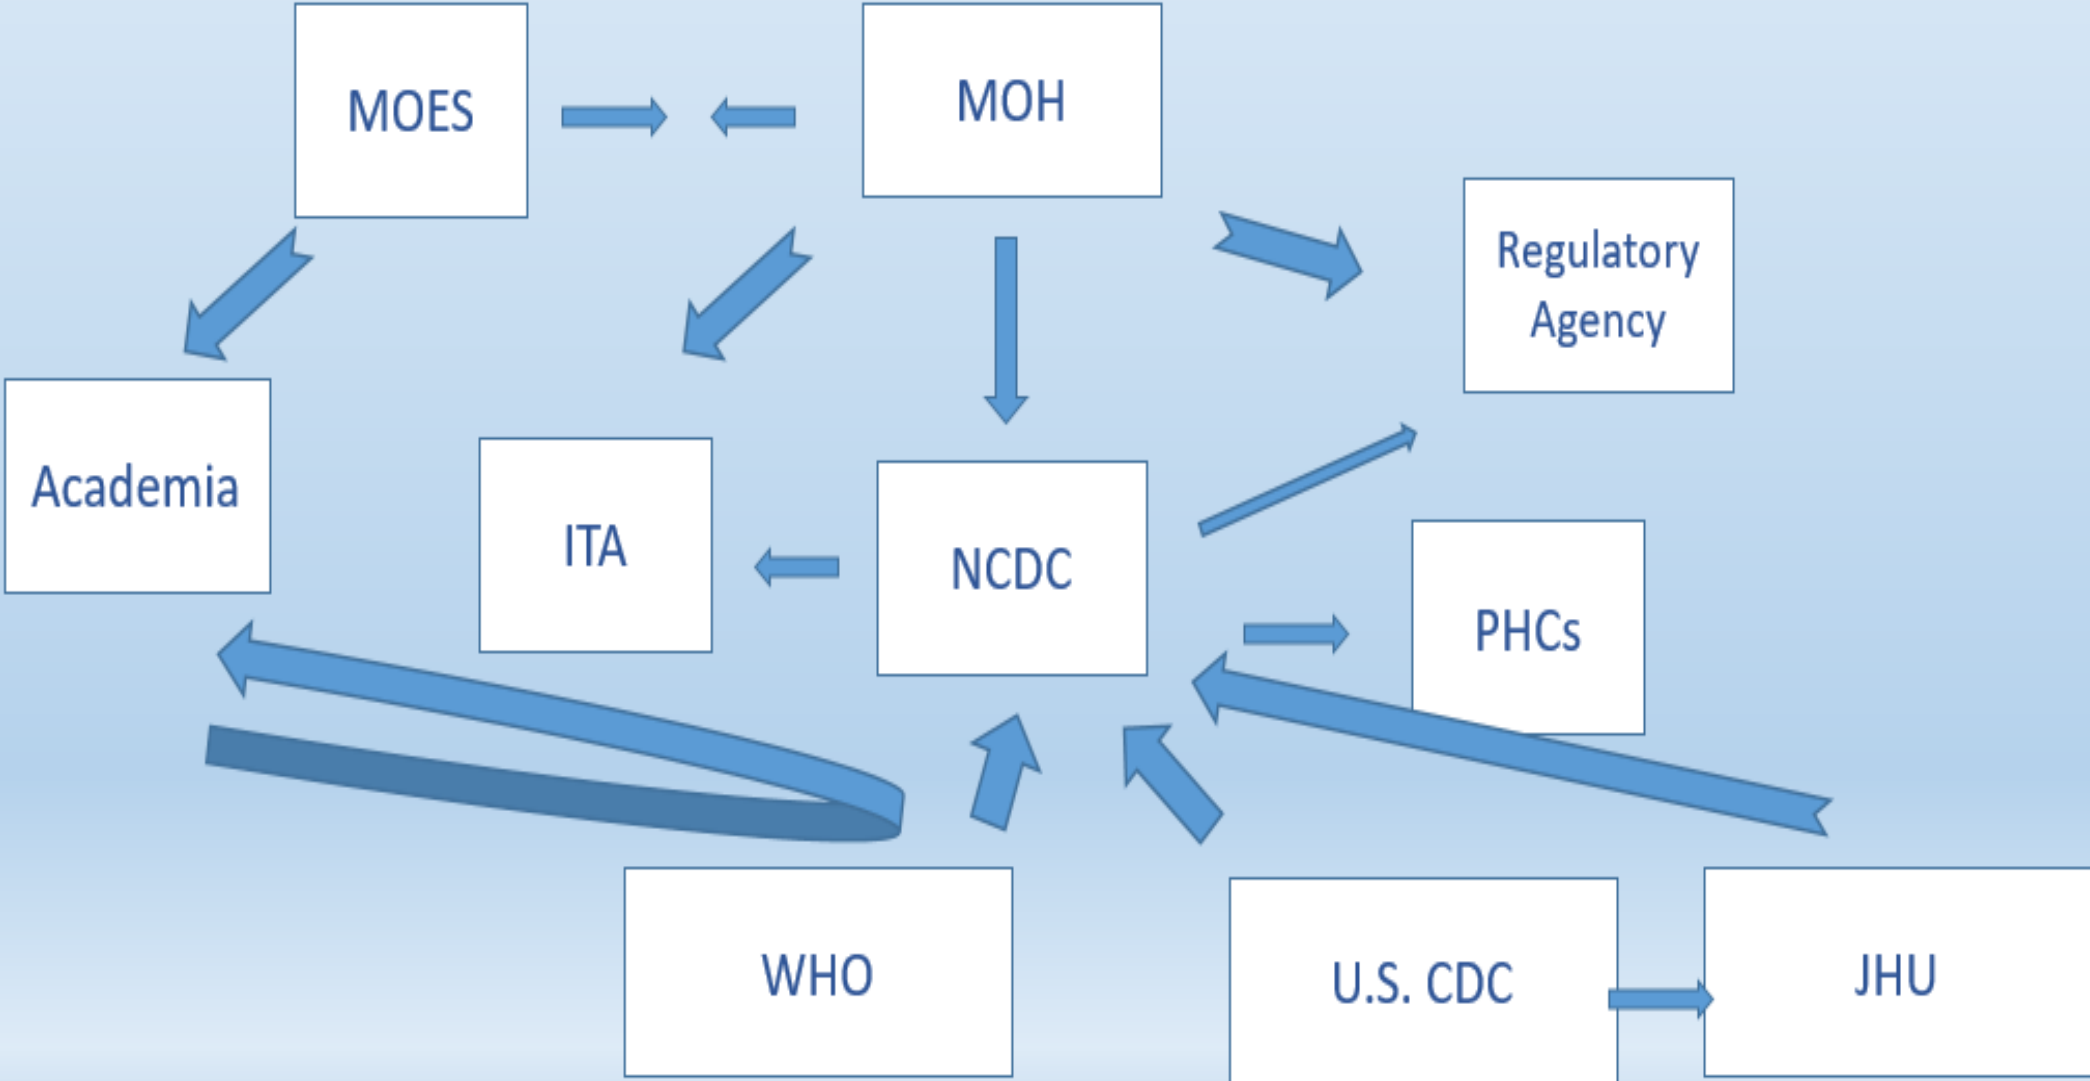 MOES
MOH
Regulatory
Agency
Academia
ITA
NCDC
PHCs
WHO
U.S. CDC
JHU